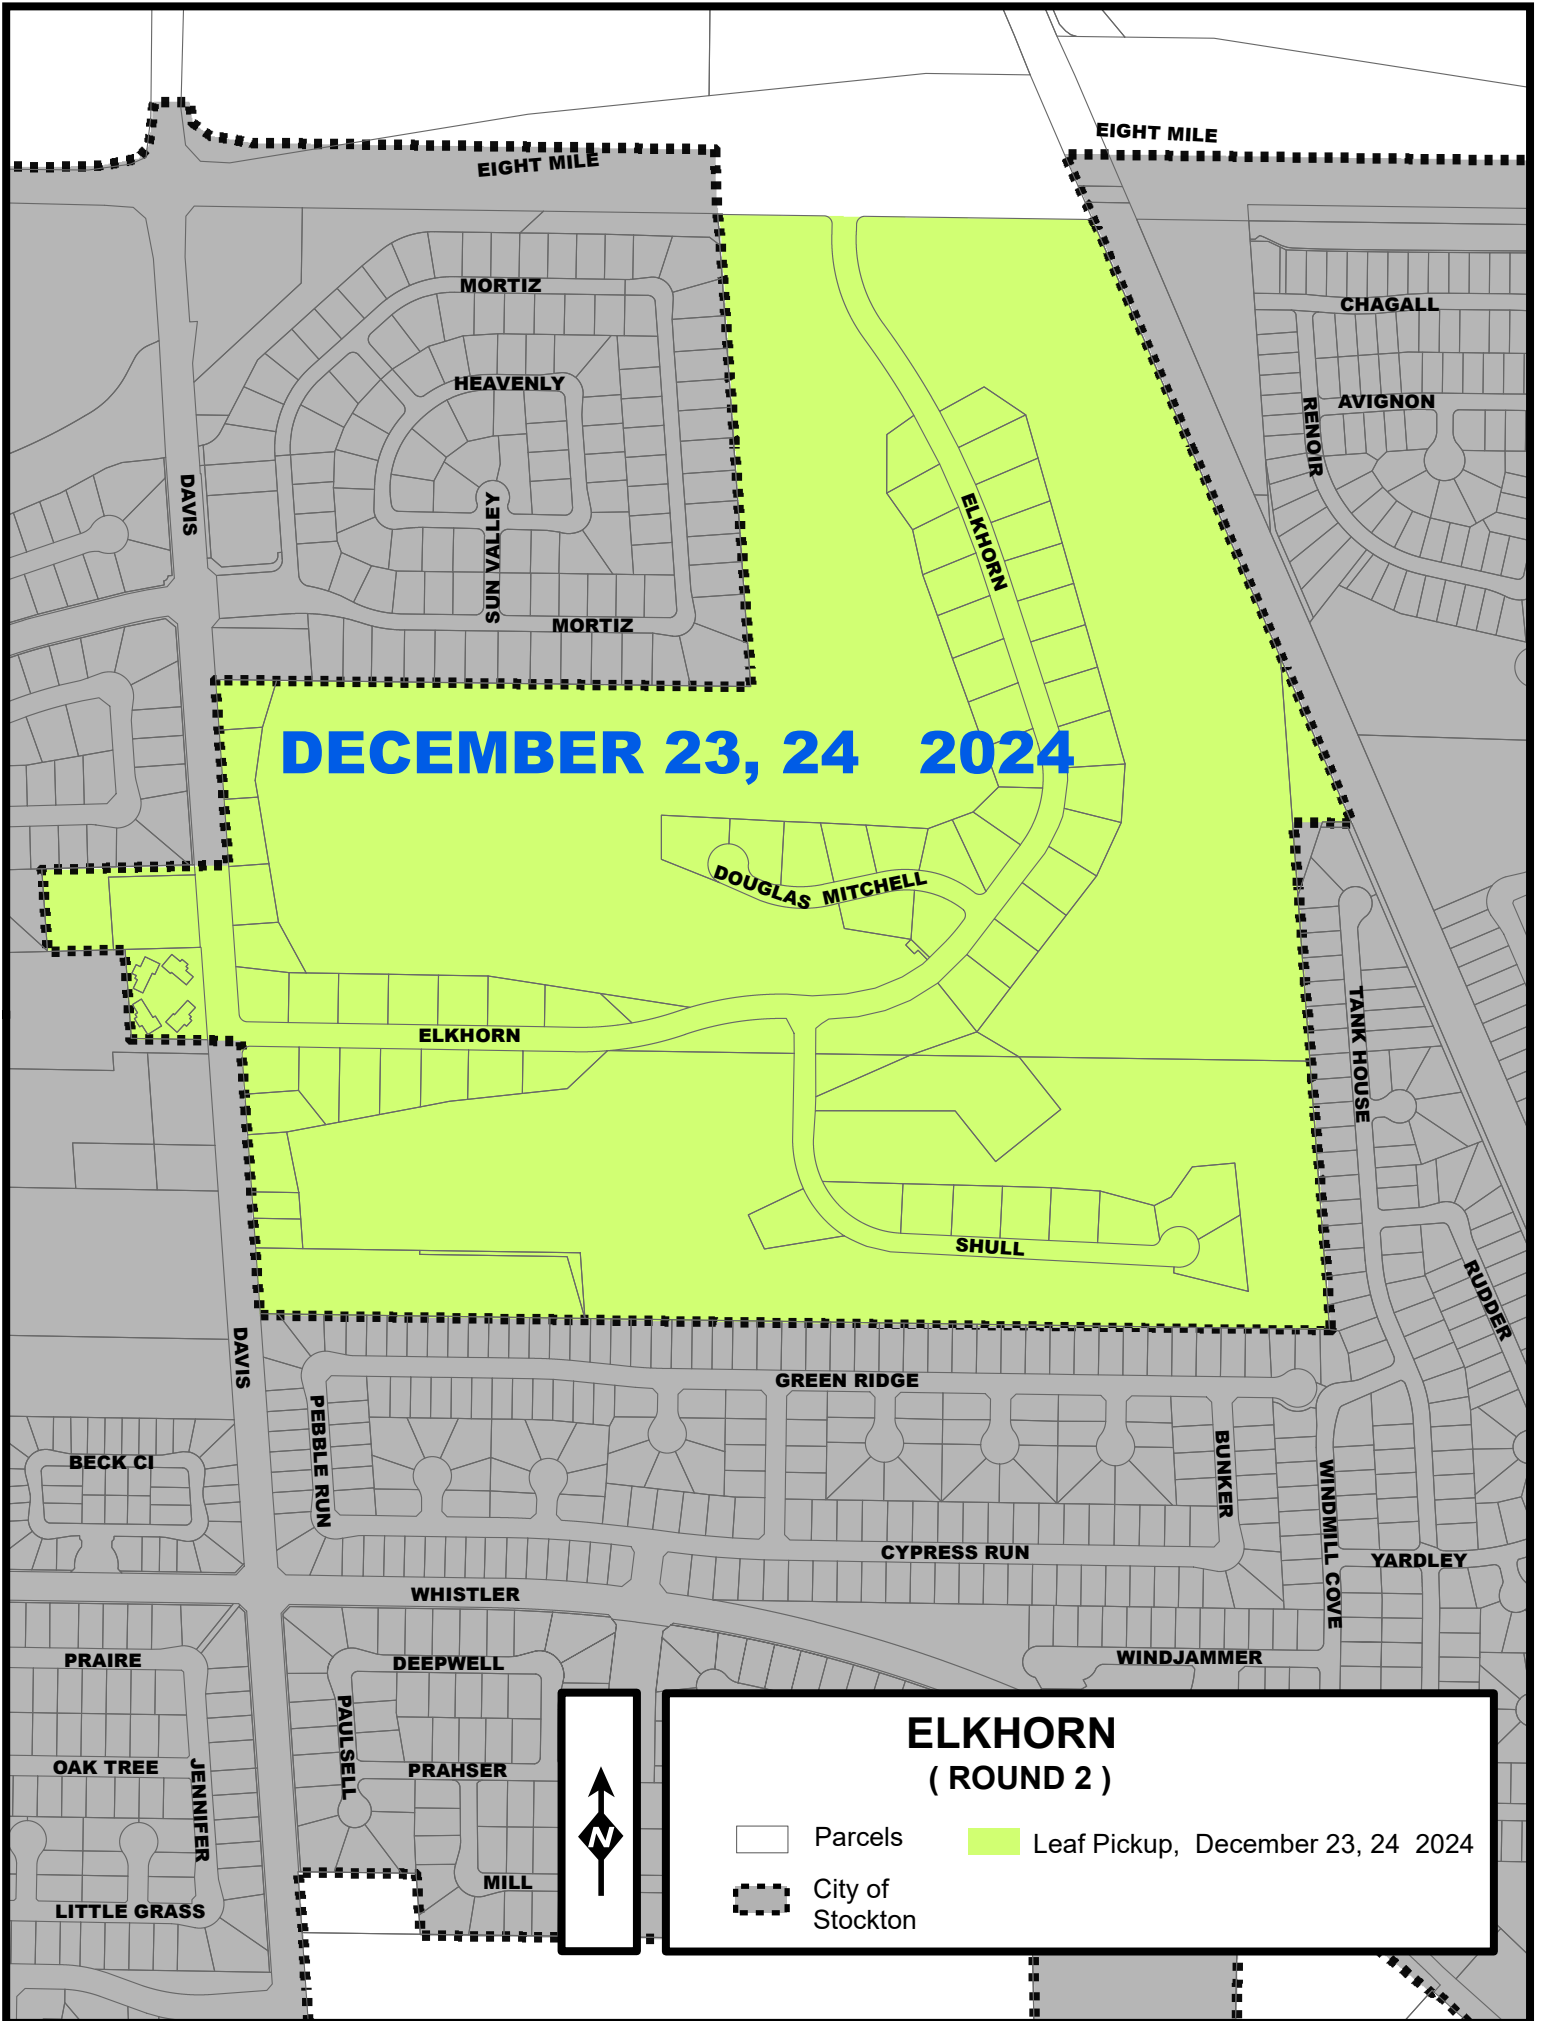 EIGHT MILE
EIGHT MILE
MORTIZ
CHAGALL
HEAVENLY
AVIGNON
RENOIR
DAVIS
SUN VALLEY
ELKHORN
MORTIZ
DECEMBER 23, 24 2024
DOUGLAS MITCHELL
ELKHORN
TANK HOUSE
SHULL
RUDDER
DAVIS
GREEN RIDGE
PEBBLE RUN
BUNKER
BECK CI
WINDMILL COVE
CYPRESS RUN
YARDLEY
WHISTLER
PRAIRE
DEEPWELL
WINDJAMMER
PAULSELL
OAK TREE
JENNIFER
PRAHSER
MILL
LITTLE GRASS
N
ELKHORN
( ROUND 2 )
Parcels
Leaf Pickup, December 23, 24 2024
City of
Stockton